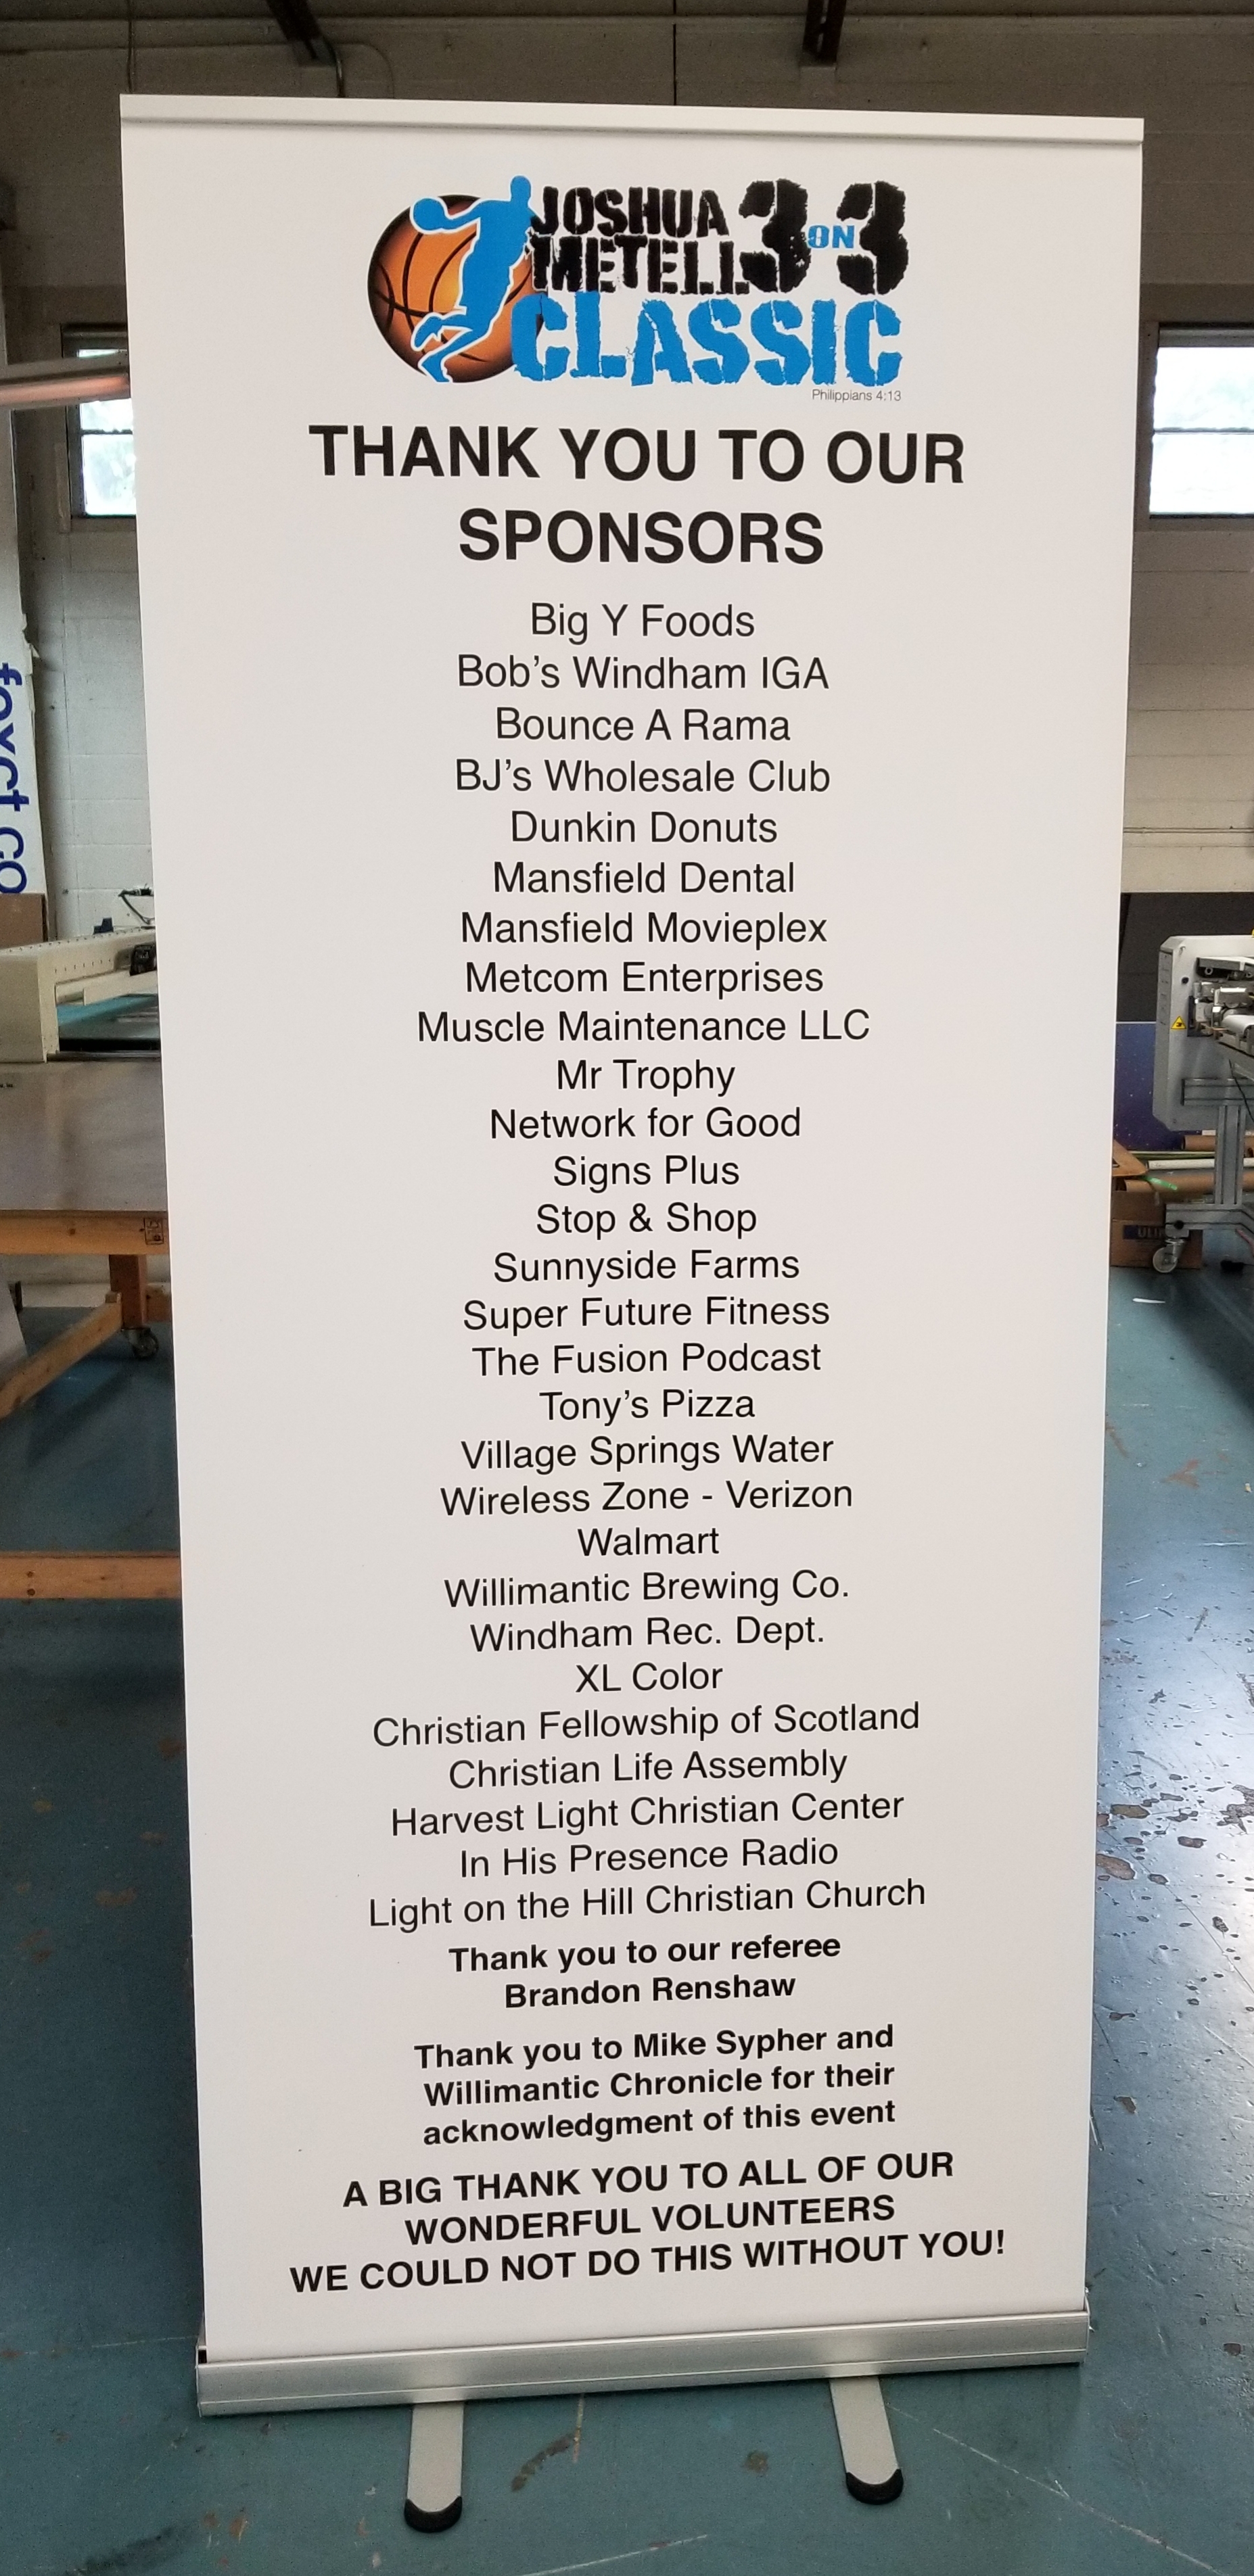 JOSHUA 3 ON 3
METELL
CLASSIC
Philippians 4:13
THANK YOU TO OUR
SPONSORS
Big Y Foods
Bob's Windham IGA
Bounce A Rama
BJ's Wholesale Club
Dunkin Donuts
Mansfield Dental
Mansfield Movieplex
Metcom Enterprises
Muscle Maintenance LLC
Mr Trophy
Network for Good
Signs Plus
Stop & Shop
Sunnyside Farms
Super Future Fitness
The Fusion Podcast
Tony's Pizza
Village Springs Water
Wireless Zone - Verizon
Walmart
Willimantic Brewing Co.
Windham Rec. Dept.
XL Color
Christian Fellowship of Scotland
Christian Life Assembly
Harvest Light Christian Center
In His Presence Radio
Light on the Hill Christian Church
Thank you to our referee
Brandon Renshaw
Thank you to Mike Sypher and
Willimantic Chronicle for their
acknowledgment of this event
A BIG THANK YOU TO ALL OF OUR
WONDERFUL VOLUNTEERS
WE COULD NOT DO THIS WITHOUT YOU!